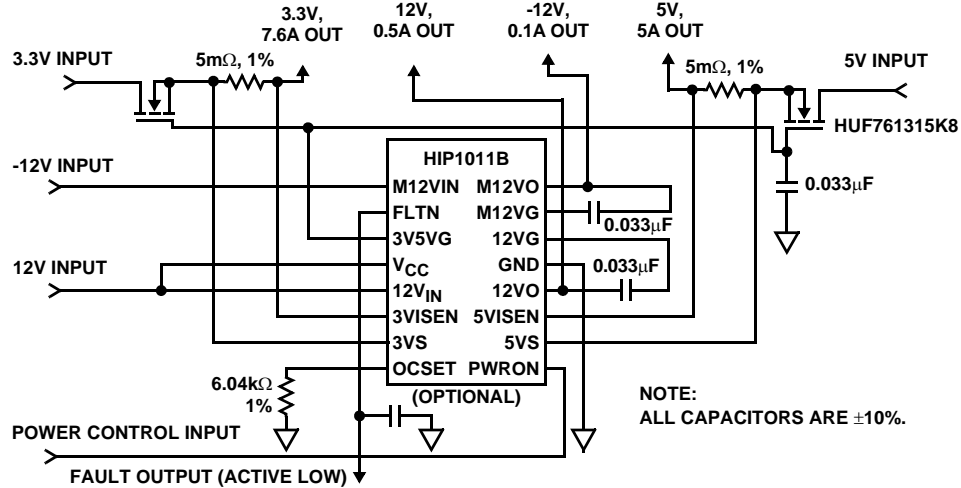 3.3V,
7.6A OUT
12V,
0.5A OUT
-12V,
0.1A OUT
5V,
5A OUT
3.3V INPUT
5mΩ, 1%
5mΩ, 1%
5V INPUT
HUF761315K8
HIP1011B
-12V INPUT
M12VIN
M12VO
0.033μF
FLTN
M12VG
0.033μF
3V5VG
12VG
12V INPUT
VCC
GND
0.033μF
12VIN
12VO
3VISEN
5VISEN
3VS
5VS
OCSET
PWRON
6.04kΩ
1%
(OPTIONAL)
NOTE:
ALL CAPACITORS ARE ±10%.
POWER CONTROL INPUT
FAULT OUTPUT (ACTIVE LOW)